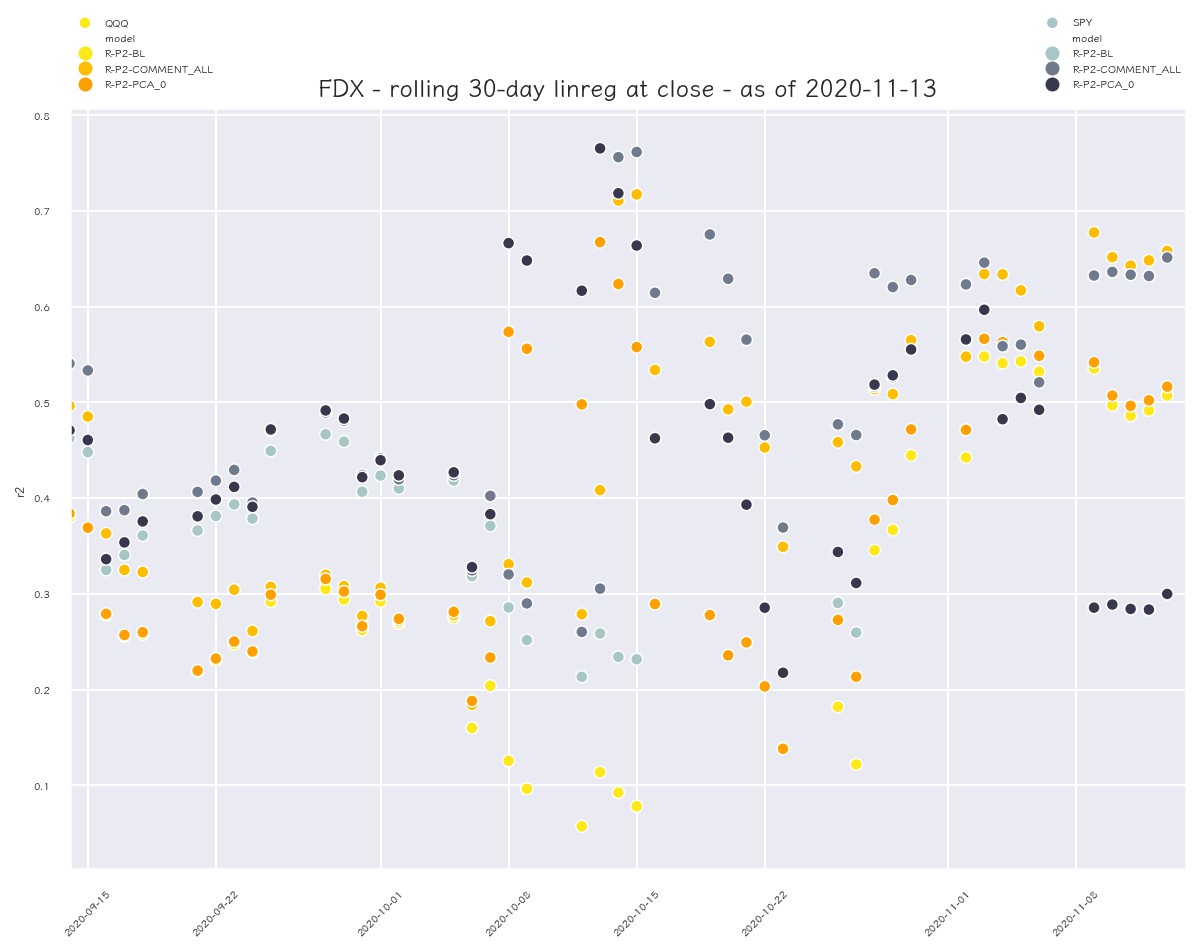 QQQ
model
R-P2-BL
R-P2-COMMENT_ALL
R-P2-PCA_0
SPY
model
R-P2-BL
R-P2-COMMENT_ALL
R-P2-PCA_0
FDX - rolling 30-day linreg at close - as of 2020-11-13
0.8
0.7
0.6
0.5
0.4
0.3
0.2
0.1
r2
2020-09-15
2020-09-22
2020-10-01
2020-10-08
2020-10-15
2020-10-22
2020-11-01
2020-11-08